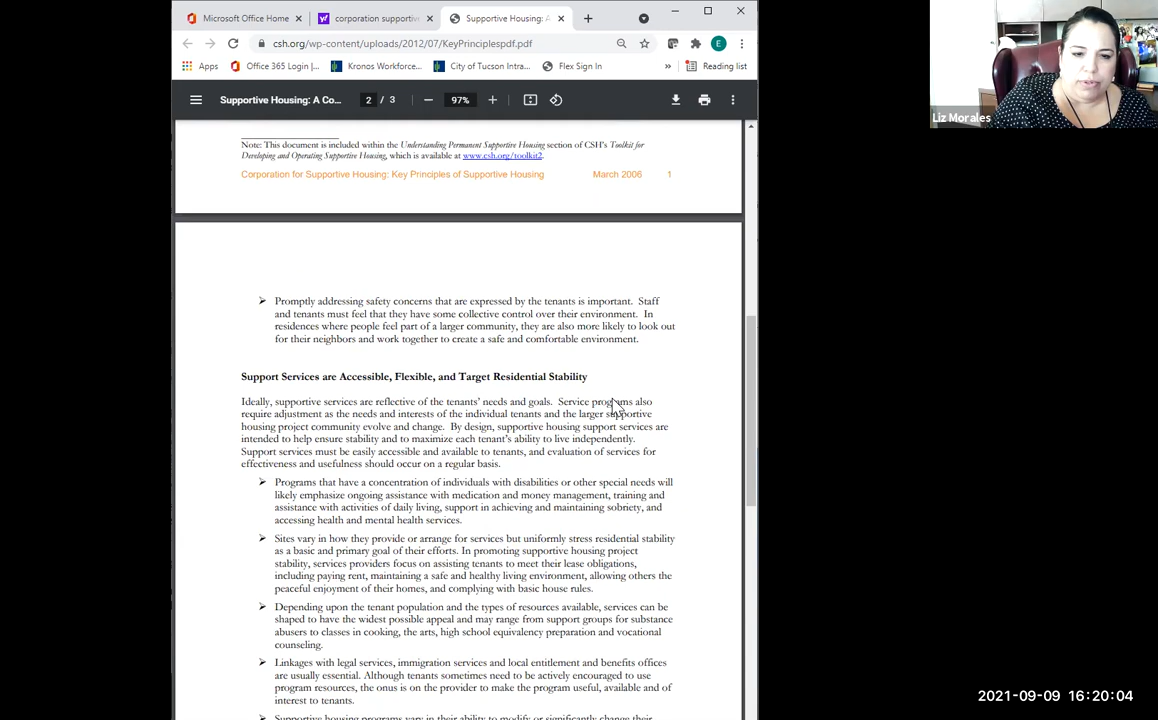 Microsoft Office Home
corporation supportiv
Supportive Housing: A
csh.org/wp-content/uploads/2012/07/KeyPrinciplespdf.pdf
E
Apps
Office 365 Login |...
Kronos Workforce...
City of Tucson Intra...
Flex Sign In
»
Reading list
Supportive Housing: A Co...
2 / 3
97%
Note: This document is included within the Understanding Permanent Supportive Housing section of CSH's Toolkit for
Developing and Operating Supportive Housing, which is available at www.csh.org/toolkit2.
Corporation for Supportive Housing: Key Principles of Supportive Housing March 2006 1
➢ Promptly addressing safety concerns that are expressed by the tenants is important. Staff
and tenants must feel that they have some collective control over their environment. In
residences where people feel part of a larger community, they are also more likely to look out
for their neighbors and work together to create a safe and comfortable environment.
Support Services are Accessible, Flexible, and Target Residential Stability
Ideally, supportive services are reflective of the tenants' needs and goals. Service programs also
require adjustment as the needs and interests of the individual tenants and the larger supportive
housing project community evolve and change. By design, supportive housing support services are
intended to help ensure stability and to maximize each tenant's ability to live independently.
Support services must be easily accessible and available to tenants, and evaluation of services for
effectiveness and usefulness should occur on a regular basis.
➢ Programs that have a concentration of individuals with disabilities or other special needs will
likely emphasize ongoing assistance with medication and money management, training and
assistance with activities of daily living, support in achieving and maintaining sobriety, and
accessing health and mental health services.
➢ Sites vary in how they provide or arrange for services but uniformly stress residential stability
as a basic and primary goal of their efforts. In promoting supportive housing project
stability, services providers focus on assisting tenants to meet their lease obligations,
including paying rent, maintaining a safe and healthy living environment, allowing others the
peaceful enjoyment of their homes, and complying with basic house rules.
➢ Depending upon the tenant population and the types of resources available, services can be
shaped to have the widest possible appeal and may range from support groups for substance
abusers to classes in cooking, the arts, high school equivalency preparation and vocational
counseling.
➢ Linkages with legal services, immigration services and local entitlement and benefits offices
are usually essential. Although tenants sometimes need to be actively encouraged to use
program resources, the onus is on the provider to make the program useful, available and of
interest to tenants.
➢ Supportive housing programs vary in their ability to modify or significantly change their
Liz Morales
2021-09-09 16:20:04